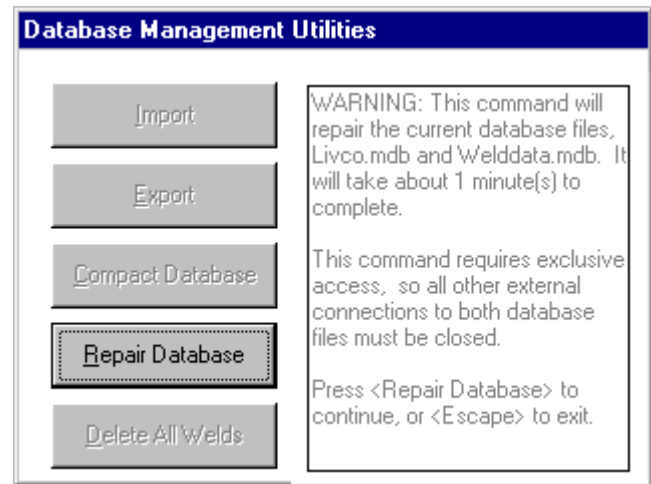 Database Management Utilities
Import
Export
Compact Database
Repair Database
Delete All Welds
WARNING: This command will
repair the current database files,
Livco.mdb and Welddata.mdb.  It
will take about 1 minute(s) to
complete.
This command requires exclusive
access,  so all other external
connections to both database
files must be closed.
Press <Repair Database> to
continue, or <Escape> to exit.